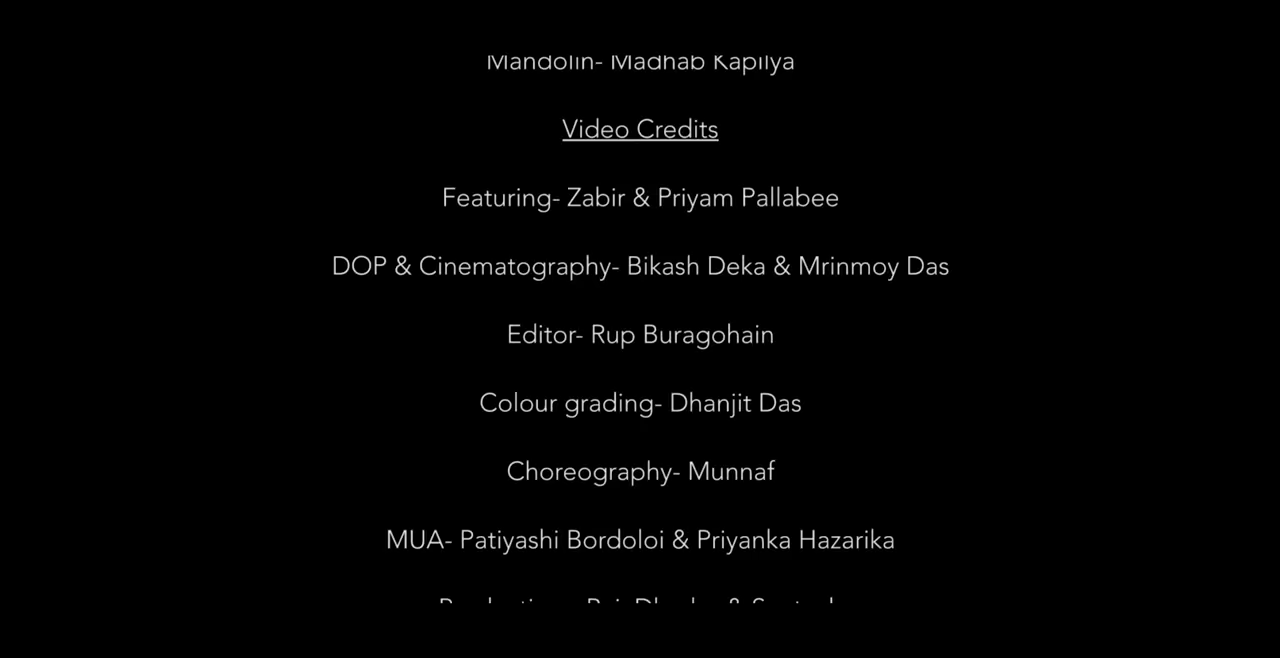 Mandolin- Madhab Kapilya
Video Credits
Featuring- Zabir & Priyam Pallabee
DOP & Cinematography- Bikash Deka & Mrinmoy Das
Editor- Rup Buragohain
Colour grading- Dhanjit Das
Choreography- Munnaf
MUA- Patiyashi Bordoloi & Priyanka Hazarika